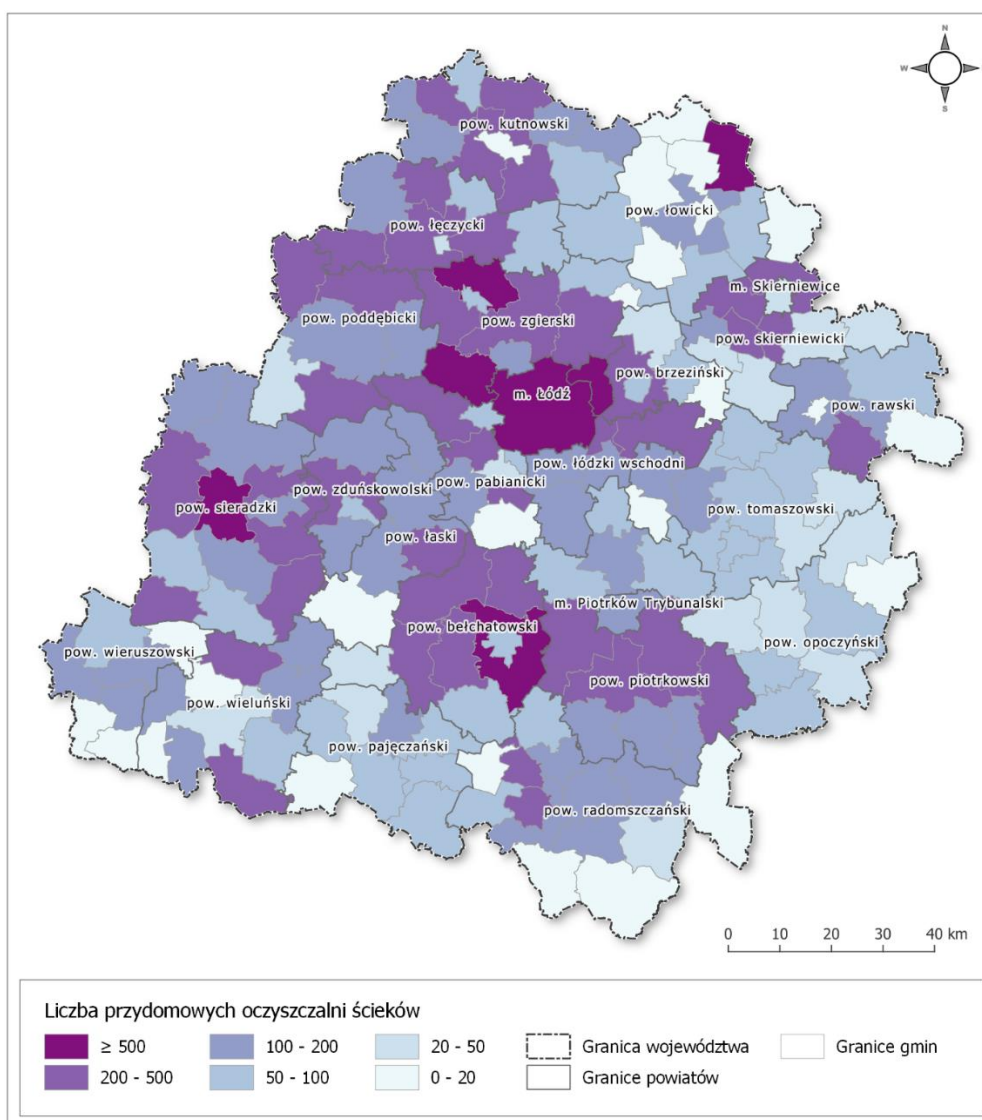 N
W E
S
pow. kutnowski
pow. łowicki
pow. łęczycki
m. Skierniewice
pow. poddębicki
pow. zgierski
pow. skierniewicki
pow. brzeziński
m. Łódź
pow. rawski
pow. łódzki wschodni
pow. zduńskowolski
pow. pabianicki
pow. sieradzki
pow. tomaszowski
pow. łaski
m. Piotrków Trybunalski
pow. bełchatowski
pow. opoczyński
pow. wieruszowski
pow. piotrkowski
pow. wieluński
pow. pajęczański
pow. radomszczański
0 10 20 30 40 km
Liczba przydomowych oczyszczalni ścieków
≥ 500 100 - 200 20 - 50 Granica województwa Granice gmin
200 - 500 50 - 100 0 - 20 Granice powiatów